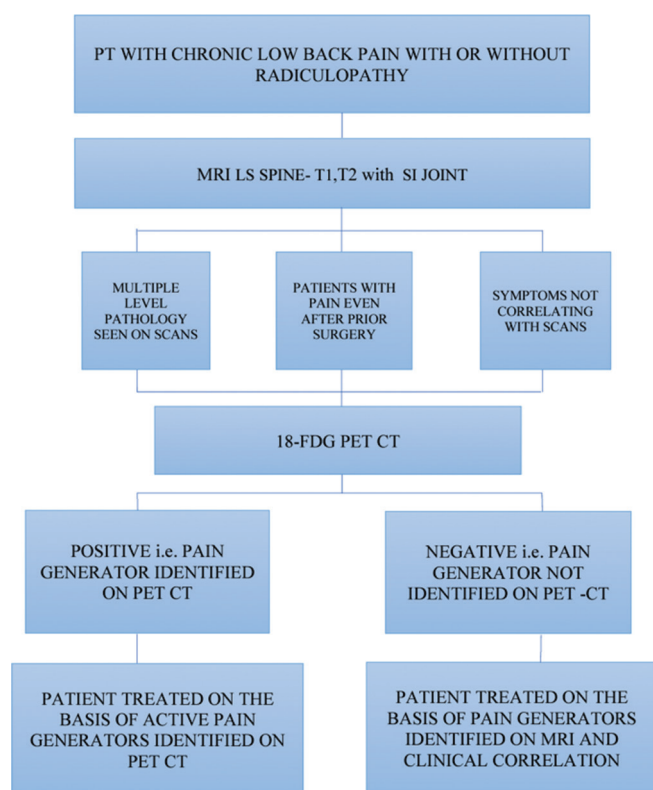 PT WITH CHRONIC LOW BACK PAIN WITH OR WITHOUT
RADICULOPATHY
MRI LS SPINE- T1,T2 with SI JOINT
MULTIPLE
LEVEL
PATHOLOGY
SEEN ON SCANS
PATIENTS WITH
PAIN EVEN
AFTER PRIOR
SURGERY
SYMPTOMS NOT
CORRELATING
WITH SCANS
18-FDG PET CT
POSITIVE i.e. PAIN
GENERATOR IDENTIFIED
ON PET CT
NEGATIVE i.e. PAIN
GENERATOR NOT
IDENTIFIED ON PET -CT
PATIENT TREATED ON THE
BASIS OF ACTIVE PAIN
GENERATORS IDENTIFIED ON
PET CT
PATIENT TREATED ON THE
BASIS OF PAIN GENERATORS
IDENTIFIED ON MRI AND
CLINICAL CORRELATION